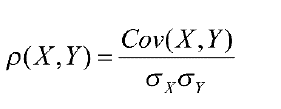 ρ(X,Y) = Cov(X,Y) / σ_X σ_Y